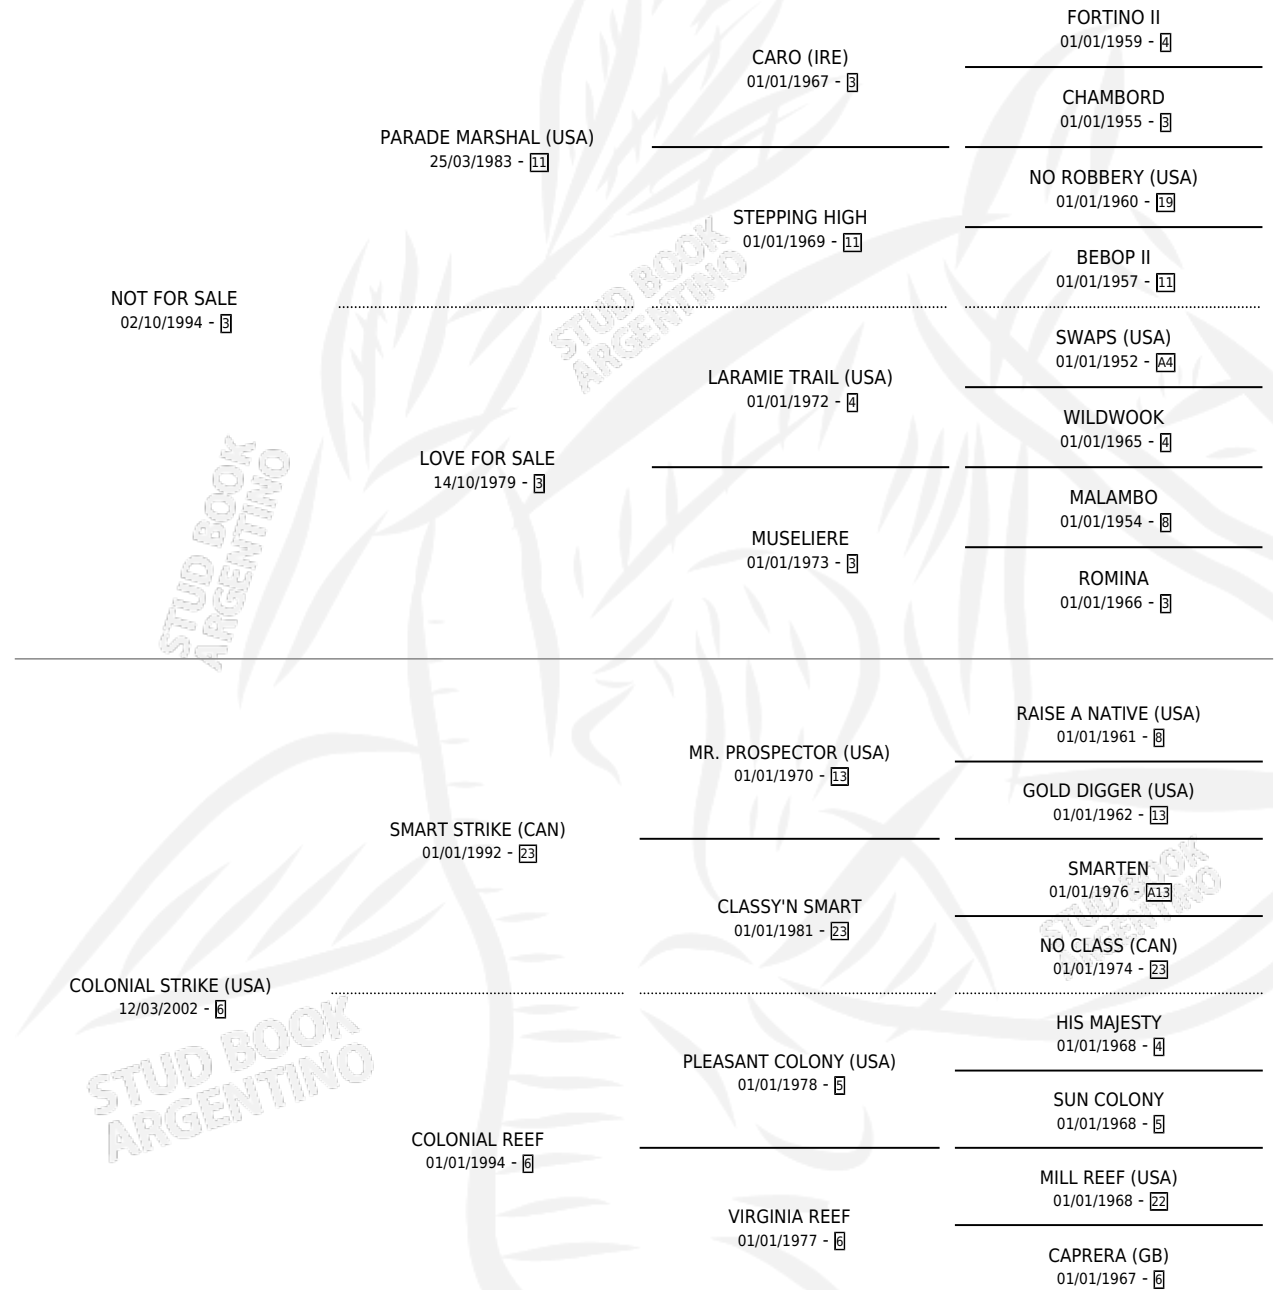 FORTINO II
01/01/1959 - 4
CARO (IRE)
01/01/1967 - 3
CHAMBORD
01/01/1955 - 3
PARADE MARSHAL (USA)
25/03/1983 - 11
NO ROBBERY (USA)
01/01/1960 - 19
STEPPING HIGH
01/01/1969 - 11
BEBOP II
01/01/1957 - 11
NOT FOR SALE
02/10/1994 - 3
SWAPS (USA)
01/01/1952 - A4
LARAMIE TRAIL (USA)
01/01/1972 - 4
WILDWOOK
01/01/1965 - 4
LOVE FOR SALE
14/10/1979 - 3
MALAMBO
01/01/1954 - 8
MUSELIERE
01/01/1973 - 3
ROMINA
01/01/1966 - 3
STUD BOOK
ARGENTINO
STUD BOOK
ARGENTINO
RAISE A NATIVE (USA)
01/01/1961 - 8
MR. PROSPECTOR (USA)
01/01/1970 - 13
GOLD DIGGER (USA)
01/01/1962 - 13
SMART STRIKE (CAN)
01/01/1992 - 23
SMARTEN
01/01/1976 - A13
CLASSY'N SMART
01/01/1981 - 23
NO CLASS (CAN)
01/01/1974 - 23
COLONIAL STRIKE (USA)
12/03/2002 - 6
HIS MAJESTY
01/01/1968 - 4
PLEASANT COLONY (USA)
01/01/1978 - 5
SUN COLONY
01/01/1968 - 5
COLONIAL REEF
01/01/1994 - 6
MILL REEF (USA)
01/01/1968 - 22
VIRGINIA REEF
01/01/1977 - 6
CAPRERA (GB)
01/01/1967 - 6
STUD BOOK
ARGENTINO
STUD BOOK
ARGENTINO